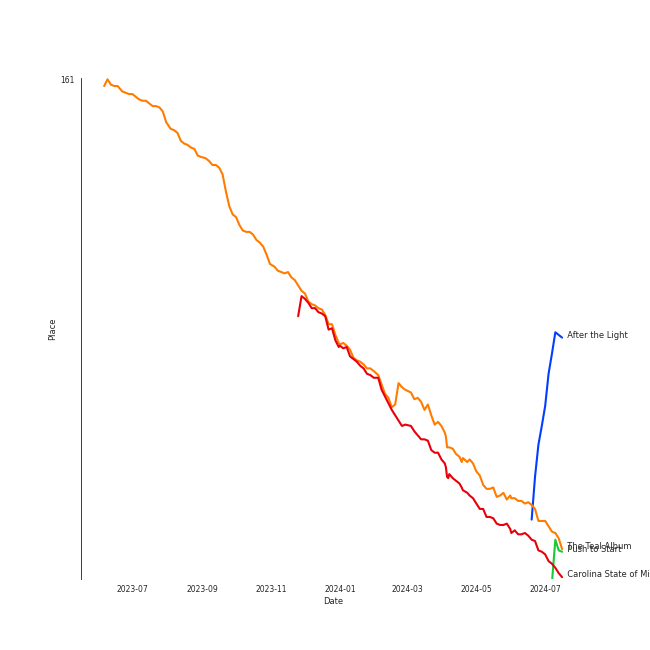 161
After the Light
Place
The Teal Album
Push to Start
Carolina State of Mi
2023-07
2023-09
2023-11
2024-01
2024-03
2024-05
2024-07
Date